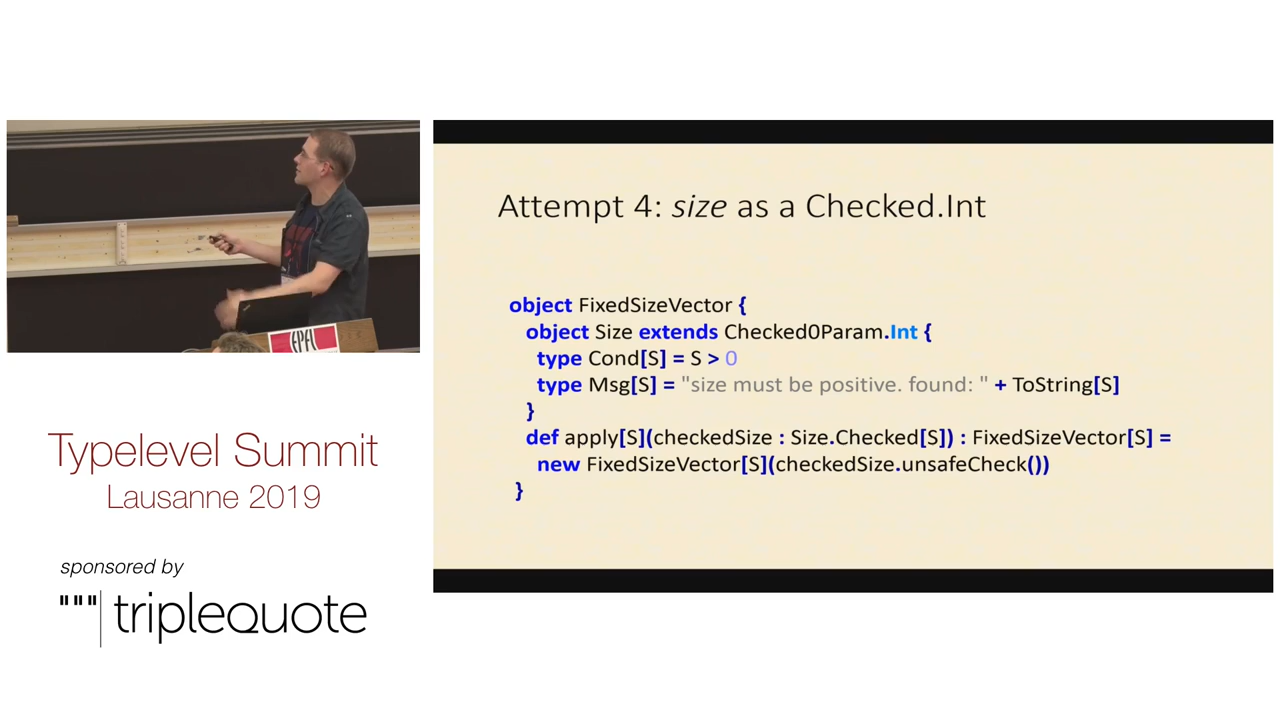 EPFL
Attempt 4: size as a Checked.Int
object FixedSizeVector {
object Size extends Checked0Param.Int {
type Cond[S] = S > 0
type Msg[S] = "size must be positive. found: " + ToString[S]
}
def apply[S](checkedSize : Size.Checked[S]) : FixedSizeVector[S] =
new FixedSizeVector[S](checkedSize.unsafeCheck())
}
Typelevel Summit
Lausanne 2019
sponsored by
"""|triplequote